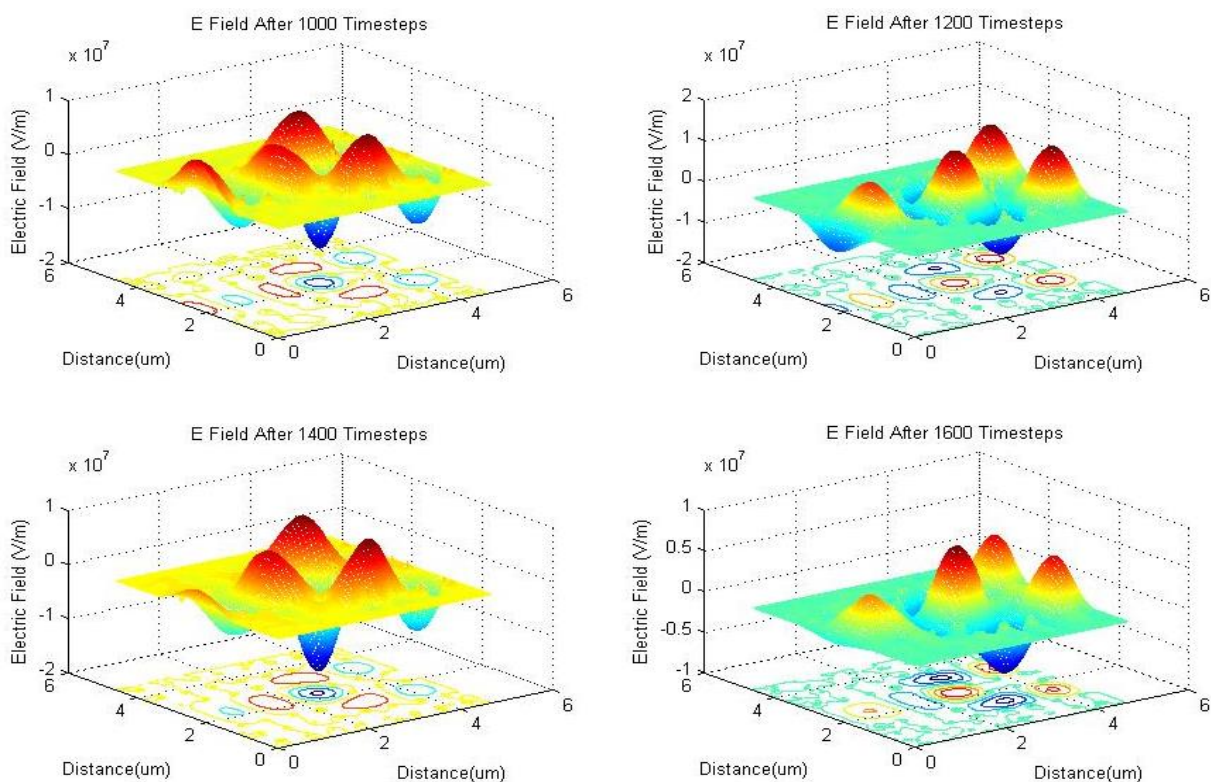 E Field After 1000 Timesteps
x 10^7
Electric Field (V/m)
1
0
-1
-2
6
4
2
0
0
2
4
6
Distance(um)
Distance(um)
E Field After 1200 Timesteps
x 10^7
Electric Field (V/m)
2
1
0
-1
-2
6
4
2
0
0
2
4
6
Distance(um)
Distance(um)
E Field After 1400 Timesteps
x 10^7
Electric Field (V/m)
1
0
-1
-2
6
4
2
0
0
2
4
6
Distance(um)
Distance(um)
E Field After 1600 Timesteps
x 10^7
Electric Field (V/m)
1
0.5
0
-0.5
-1
6
4
2
0
0
2
4
6
Distance(um)
Distance(um)